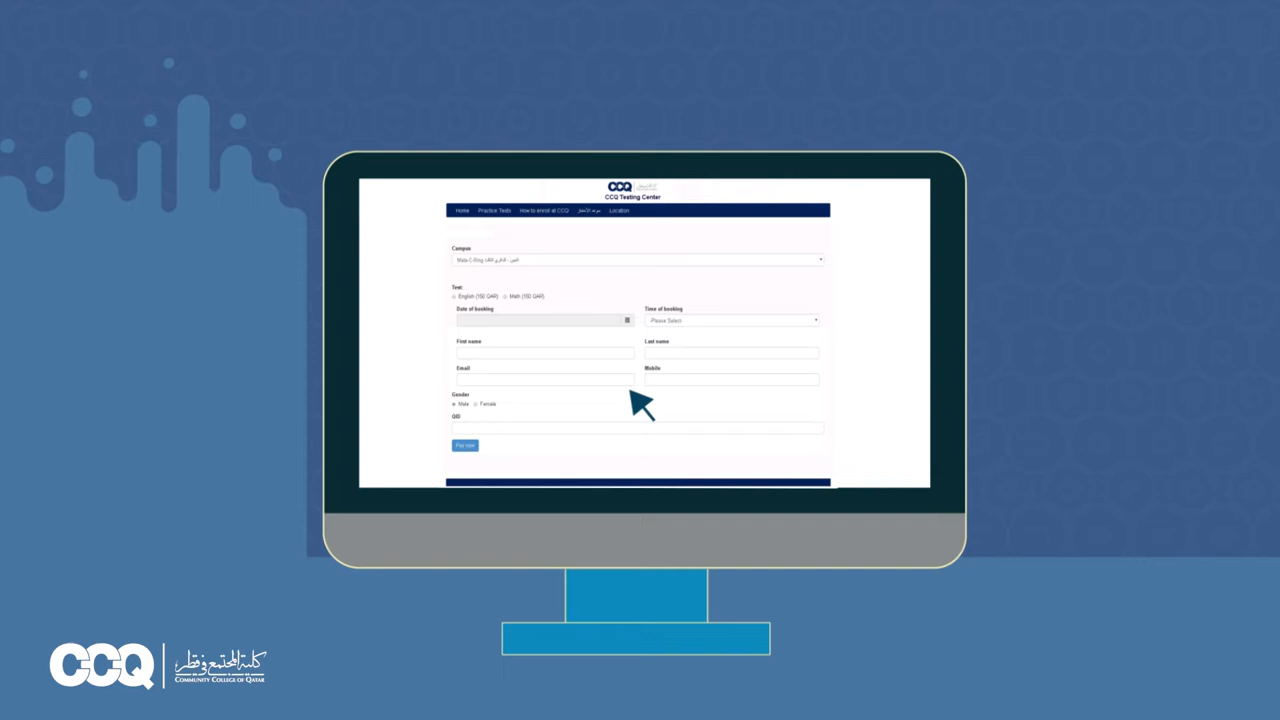 CCQ
CCQ Testing Center
Home Practice Tests How to enroll at CCQ Location
Campus
Male C-Ring
Test:
English (150 QAR) Math (150 QAR)
Date of booking Time of booking
Please Select
First name Last name
Email Mobile
Gender
Male Female
QID
Pay now
CCQ كلية المجتمع في قطر
COMMUNITY COLLEGE OF QATAR